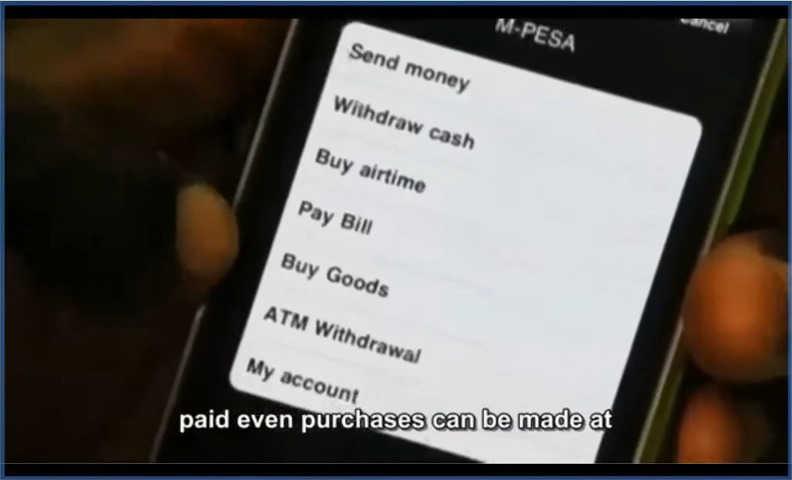 M-PESA
Cancel
Send money
Withdraw cash
Buy airtime
Pay Bill
Buy Goods
ATM Withdrawal
My account
paid even purchases can be made at